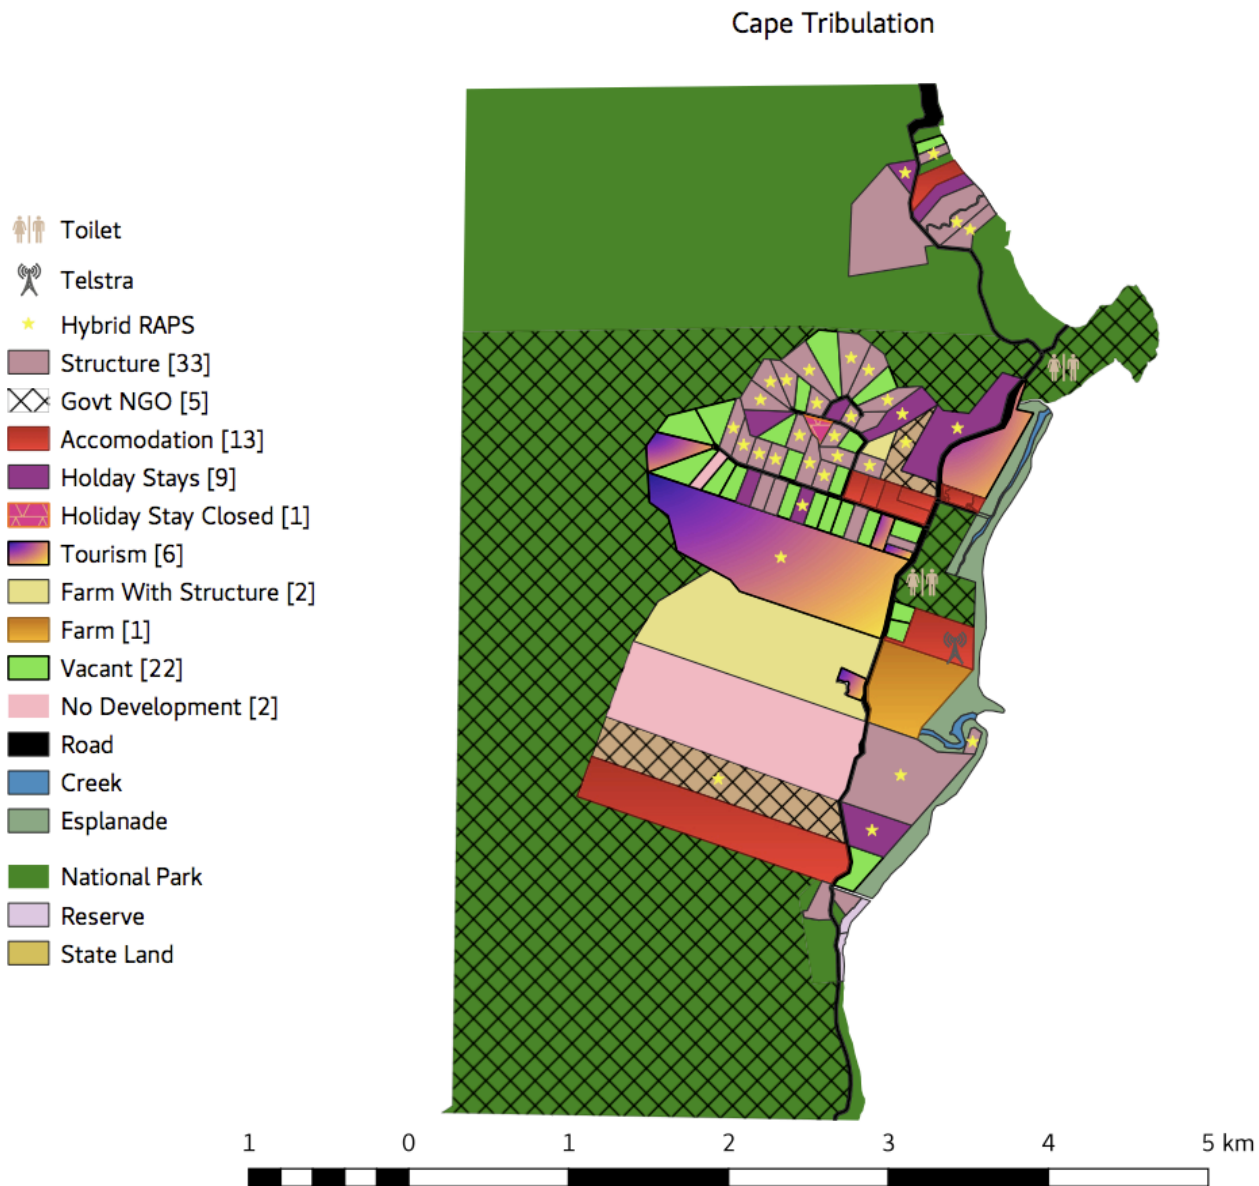 Cape Tribulation
Toilet
Telstra
Hybrid RAPS
Structure [33]
Govt NGO [5]
Accomodation [13]
Holday Stays [9]
Holiday Stay Closed [1]
Tourism [6]
Farm With Structure [2]
Farm [1]
Vacant [22]
No Development [2]
Road
Creek
Esplanade
National Park
Reserve
State Land
1 0 1 2 3 4 5 km